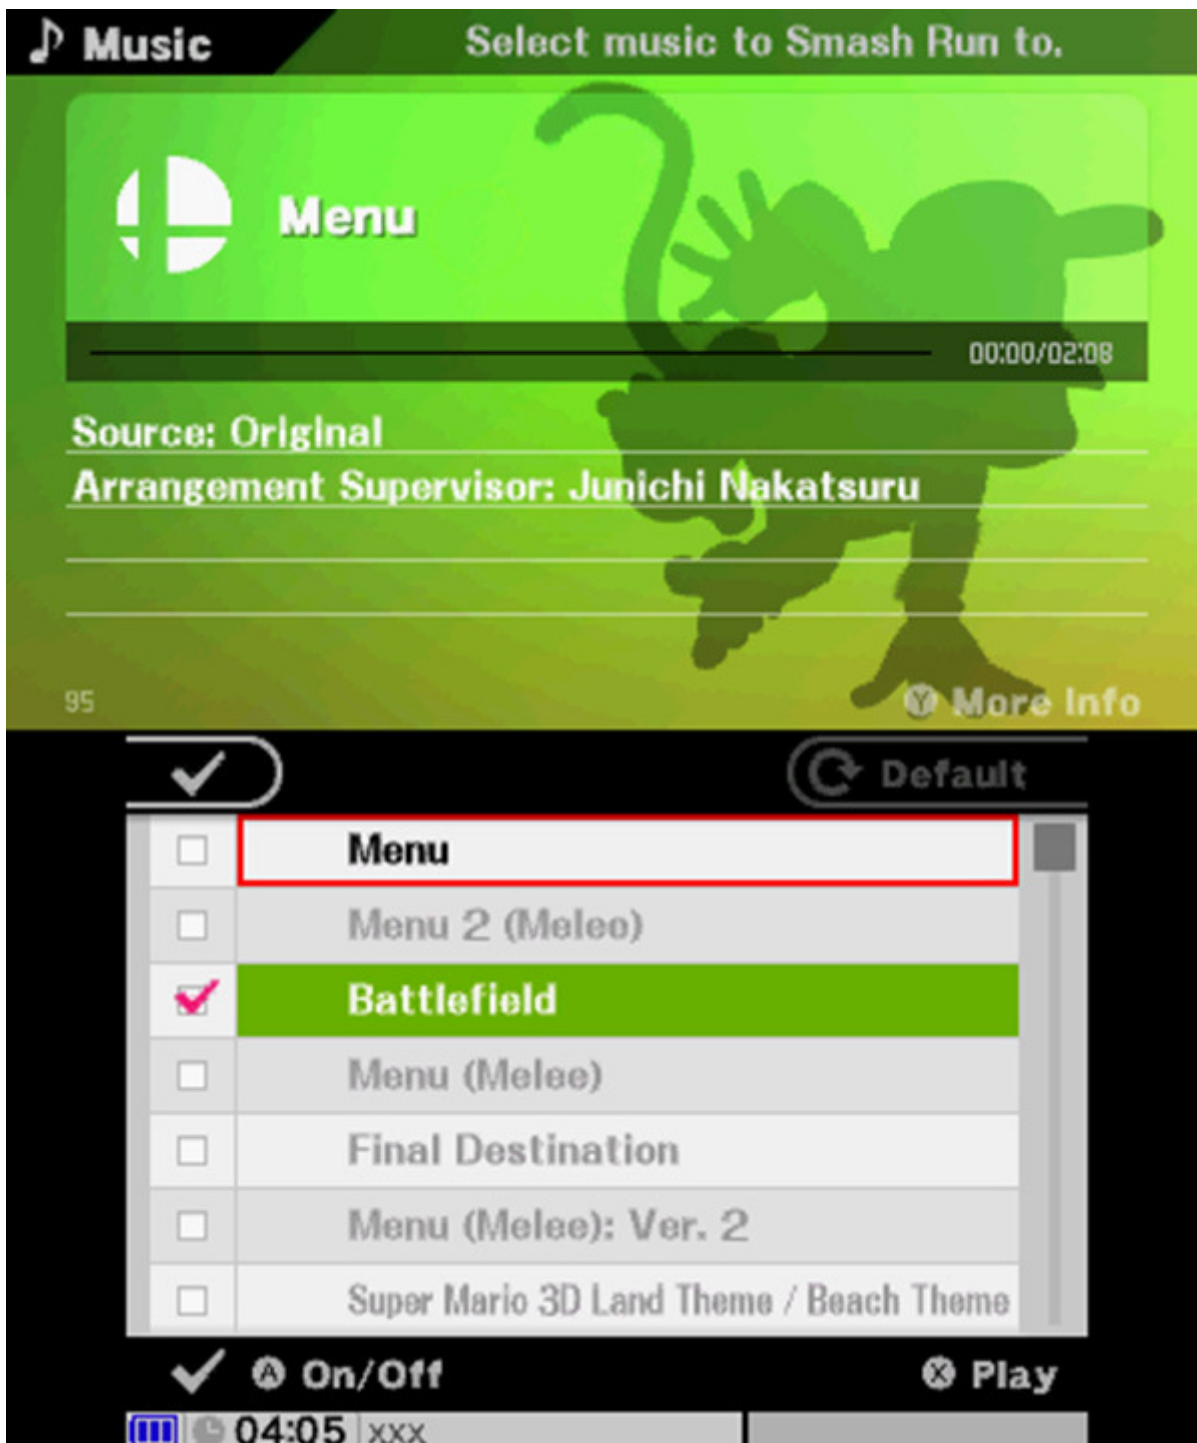 Music
Select music to Smash Run to.
Menu
00:00/02:08
Source: Original
Arrangement Supervisor: Junichi Nakatsuru
95
Y More Info
Default
Menu
Menu 2 (Melee)
Battlefield
Menu (Melee)
Final Destination
Menu (Melee): Ver. 2
Super Mario 3D Land Theme / Beach Theme
A On/Off
X Play
04:05 xxx